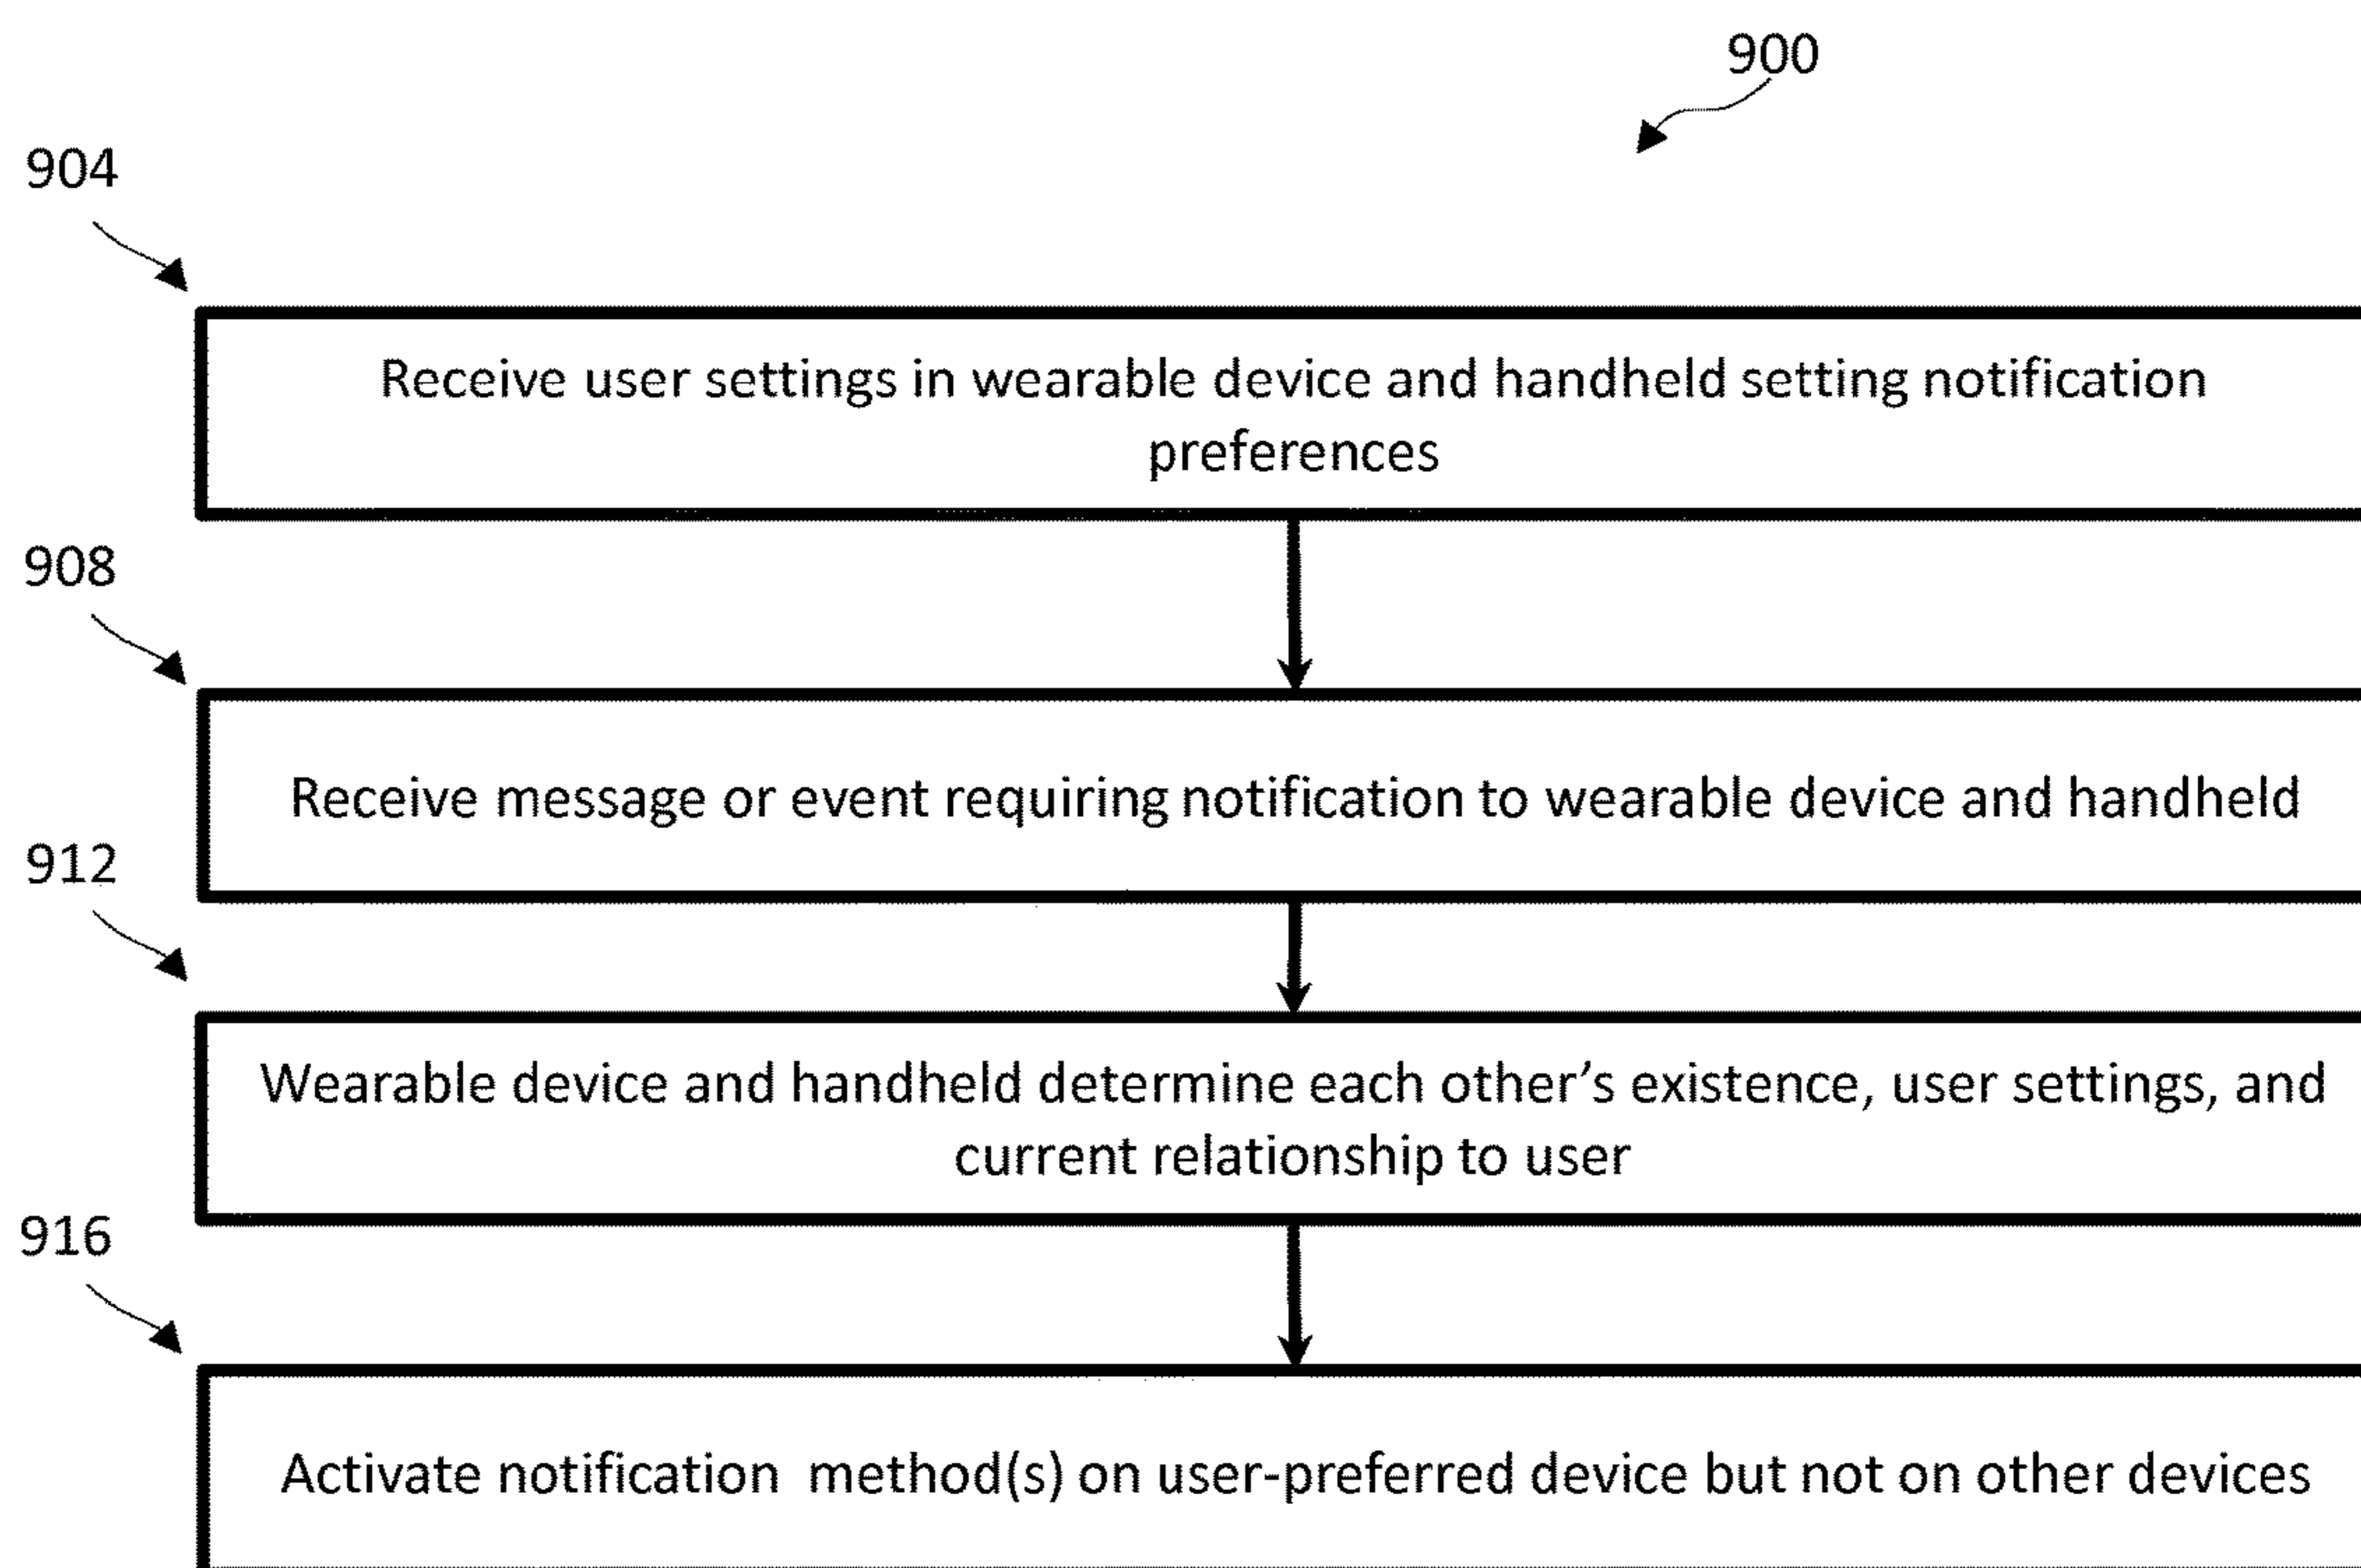 900
904
Receive user settings in wearable device and handheld setting notification
preferences
908
Receive message or event requiring notification to wearable device and handheld
912
Wearable device and handheld determine each other’s existence, user settings, and
current relationship to user
916
Activate notification method(s) on user-preferred device but not on other devices